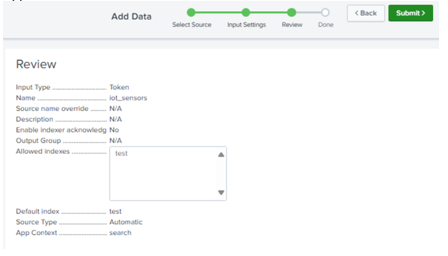 Add Data
Select Source
Input Settings
Review
Done
< Back
Submit >
Review
Input Type Token
Name iot_sensors
Source name override N/A
Description N/A
Enable indexer acknowledg No
Output Group N/A
Allowed indexes test
Default index test
Source Type Automatic
App Context search